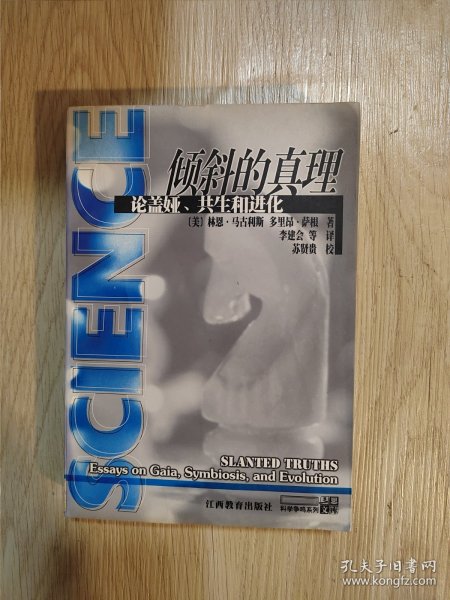 SCIENCE
倾斜的真理
论盖娅、共生和进化
〔美〕林恩·马古利斯 多里昂·萨根 著
李建会 等 译
苏贤贵 校
SLANTED TRUTHS
Essays on Gaia, Symbiosis, and Evolution
江西教育出版社
科学争鸣系列
文库
孔夫子旧书网
www.kongfz.com